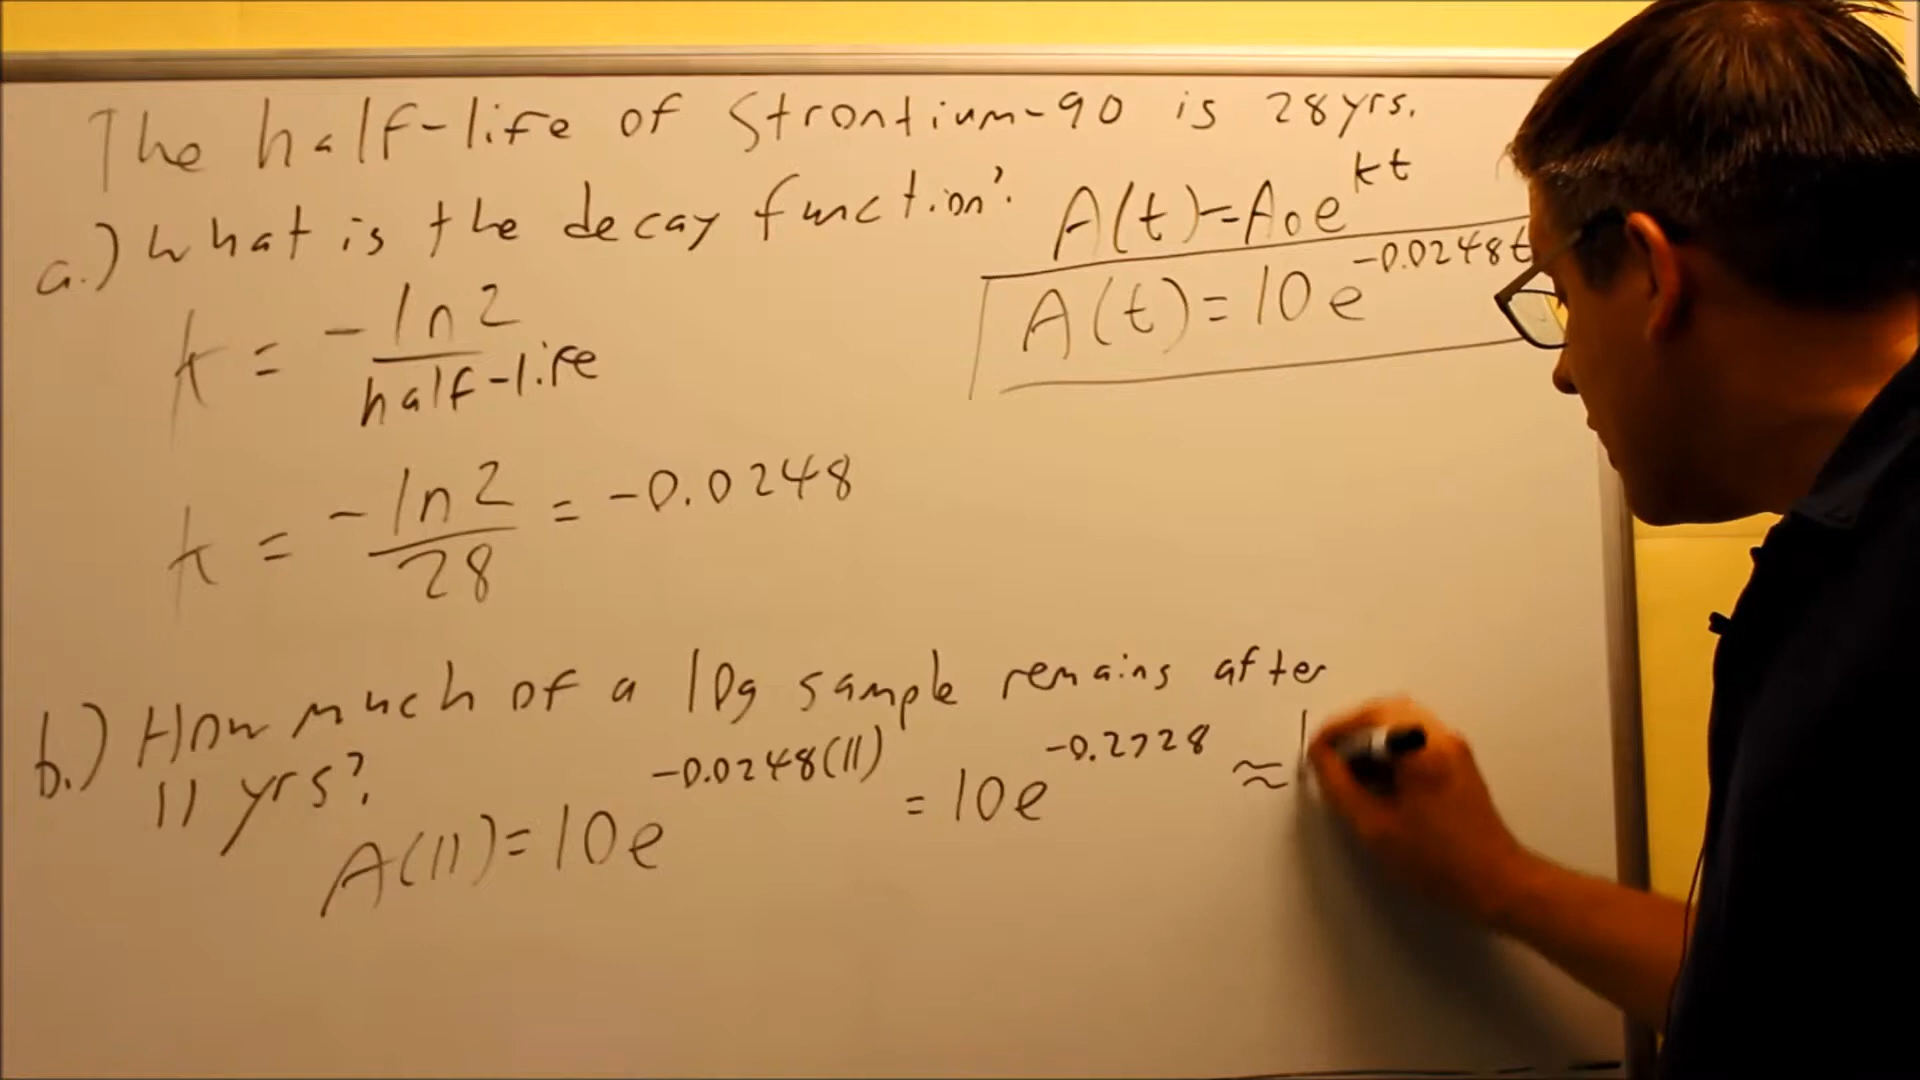 The half-life of Strontium-90 is 28yrs.
a.) What is the decay function?
A(t)=A₀e^kt
A(t)=10e^-0.0248t
k = -ln2/half-life
k = -ln2/28 = -0.0248
b.) How much of a 10g sample remains after
11 yrs?
A(11)=10e^-0.0248(11) = 10e^-0.2728 ≈